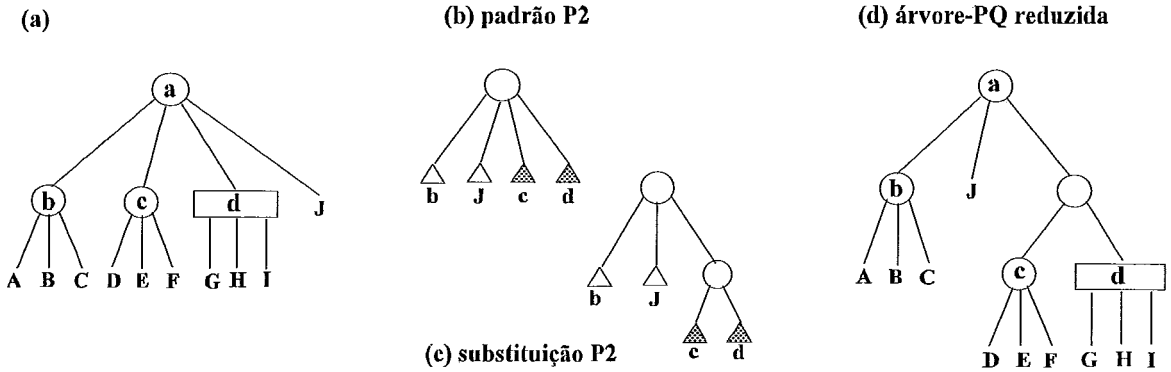 (a)
(b) padrão P2
(d) árvore-PQ reduzida
a
b c d J
A B C D E F G H I
b J c d
b J
c d
(c) substituição P2
a
b J
A B C
c d
D E F G H I